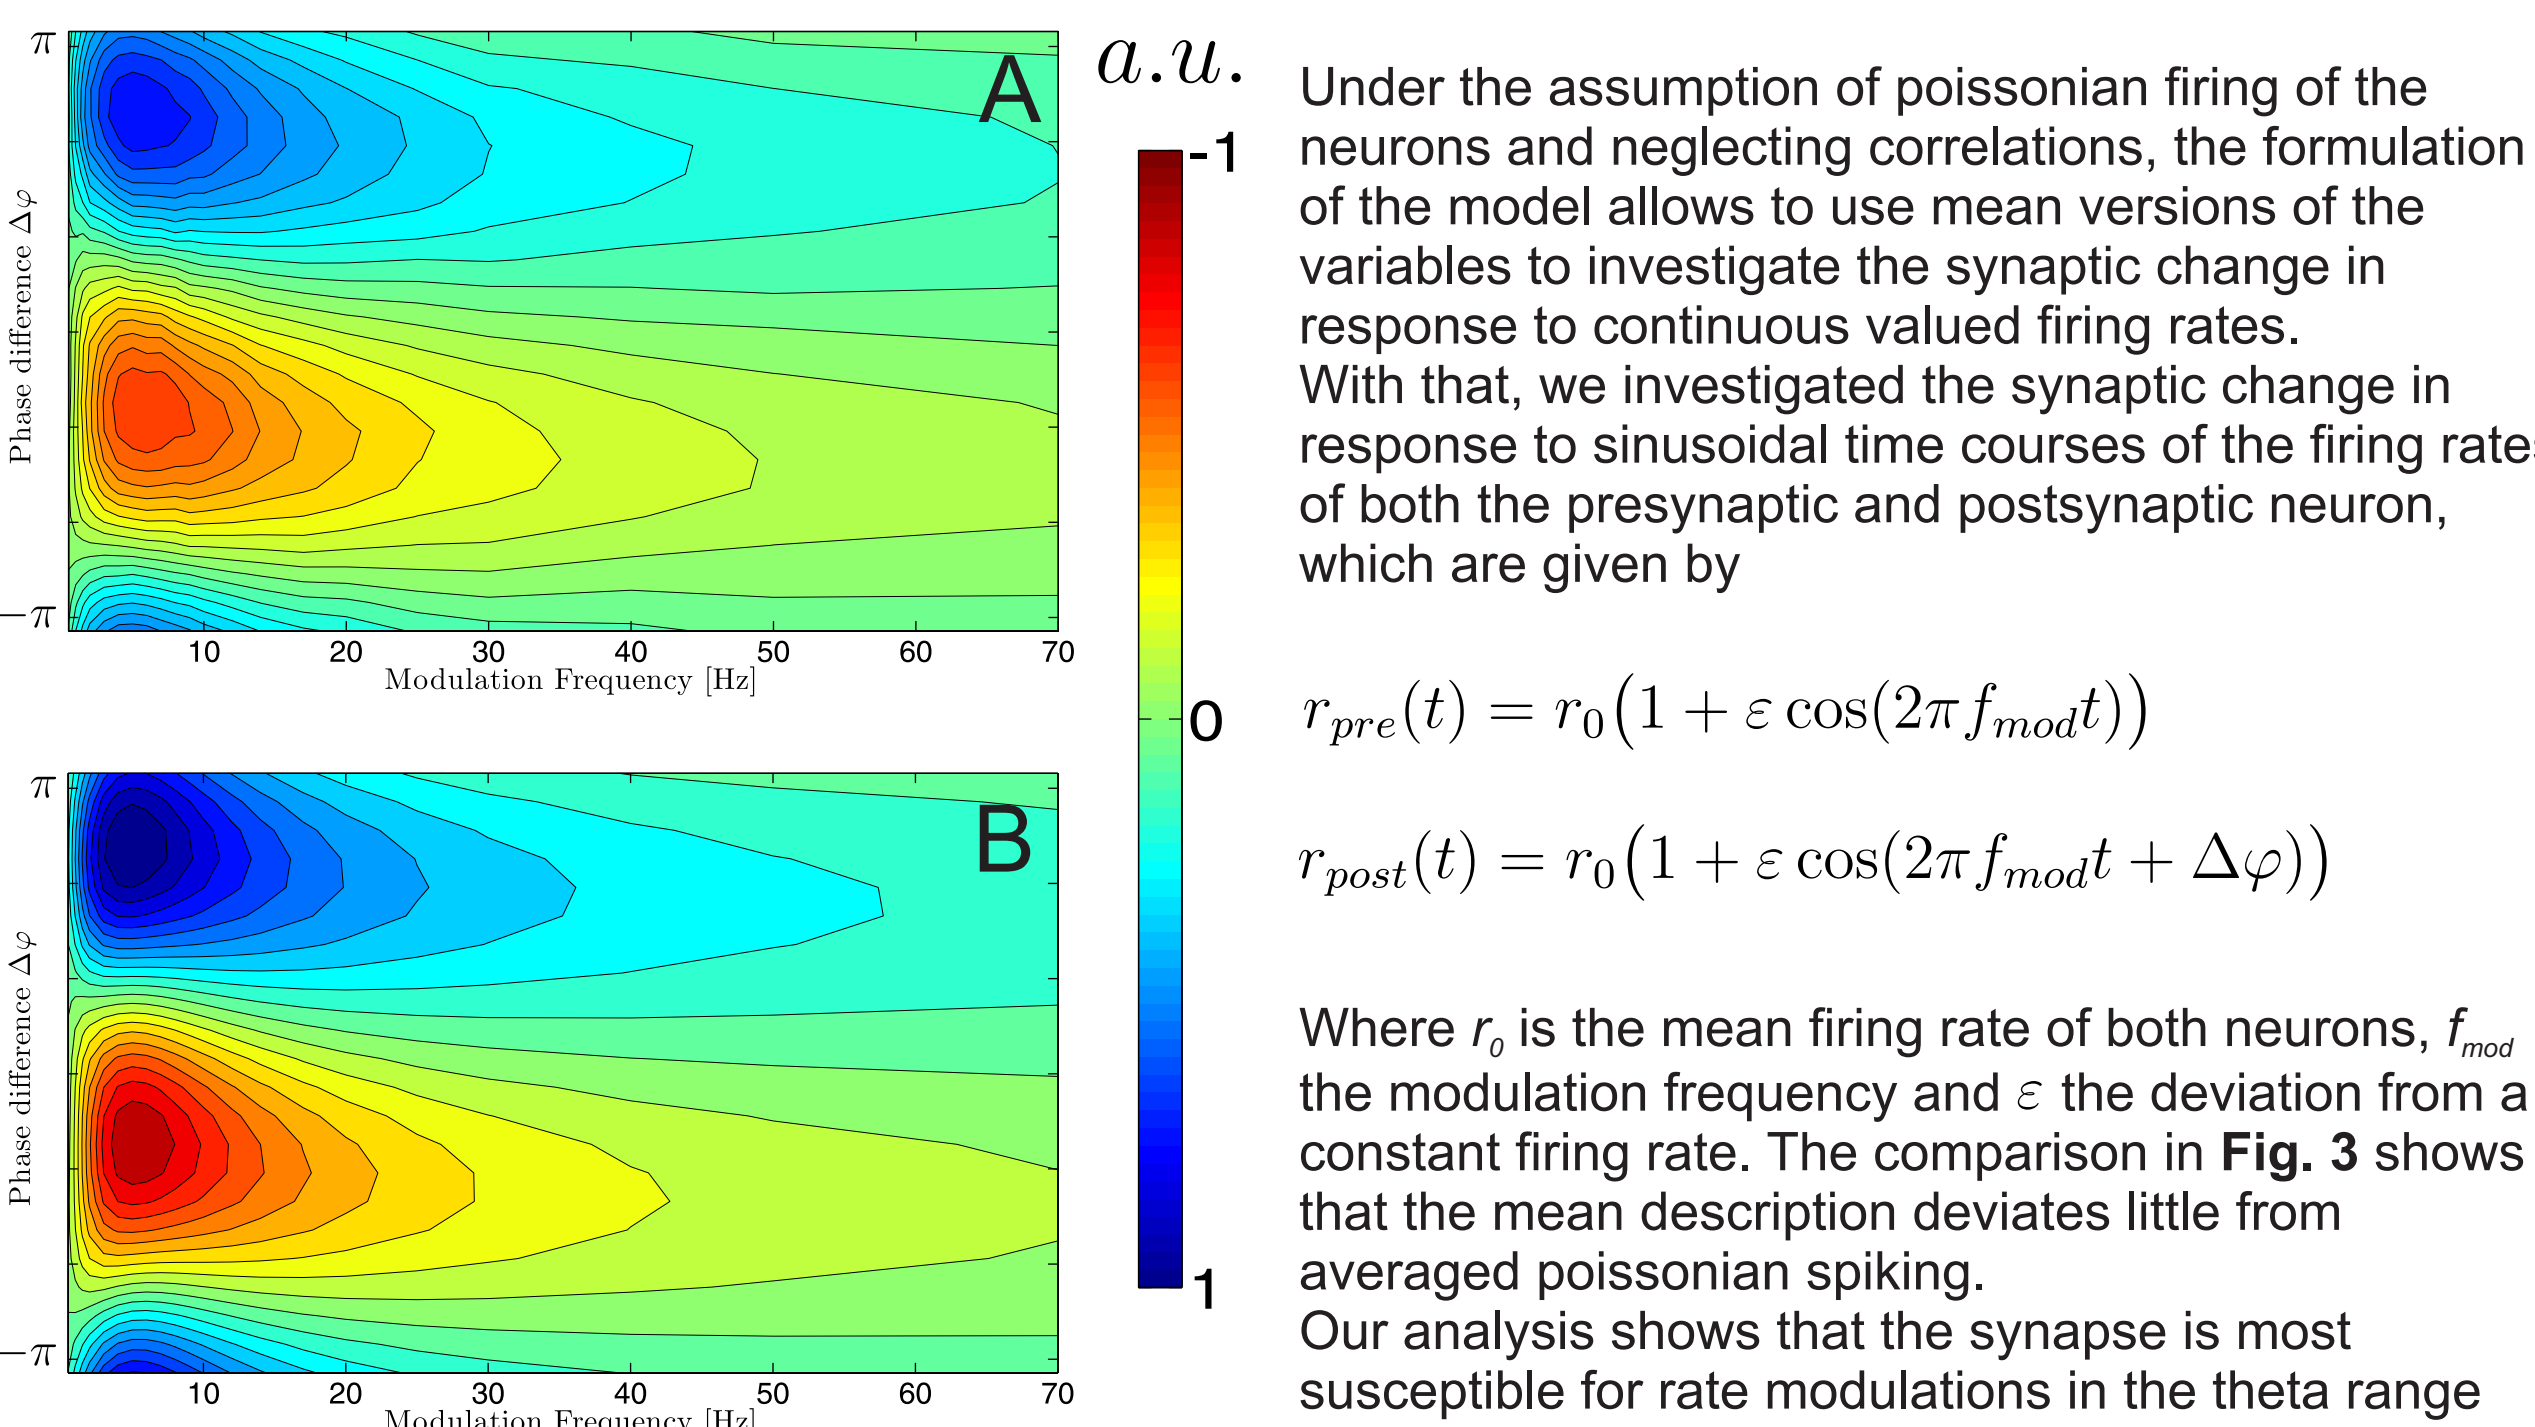 π
A
Phase difference Δφ
−π
10 20 30 40 50 60 70
Modulation Frequency [Hz]
π
B
Phase difference Δφ
−π
10 20 30 40 50 60 70
Modulation Frequency [Hz]
a.u.
-1
0
1
Under the assumption of poissonian firing of the
neurons and neglecting correlations, the formulation
of the model allows to use mean versions of the
variables to investigate the synaptic change in
response to continuous valued firing rates.
With that, we investigated the synaptic change in
response to sinusoidal time courses of the firing rates
of both the presynaptic and postsynaptic neuron,
which are given by
r_pre(t) = r_0(1 + ε cos(2πf_mod t))
r_post(t) = r_0(1 + ε cos(2πf_mod t + Δφ))
Where r_0 is the mean firing rate of both neurons, f_mod
the modulation frequency and ε the deviation from a
constant firing rate. The comparison in Fig. 3 shows
that the mean description deviates little from
averaged poissonian spiking.
Our analysis shows that the synapse is most
susceptible for rate modulations in the theta range